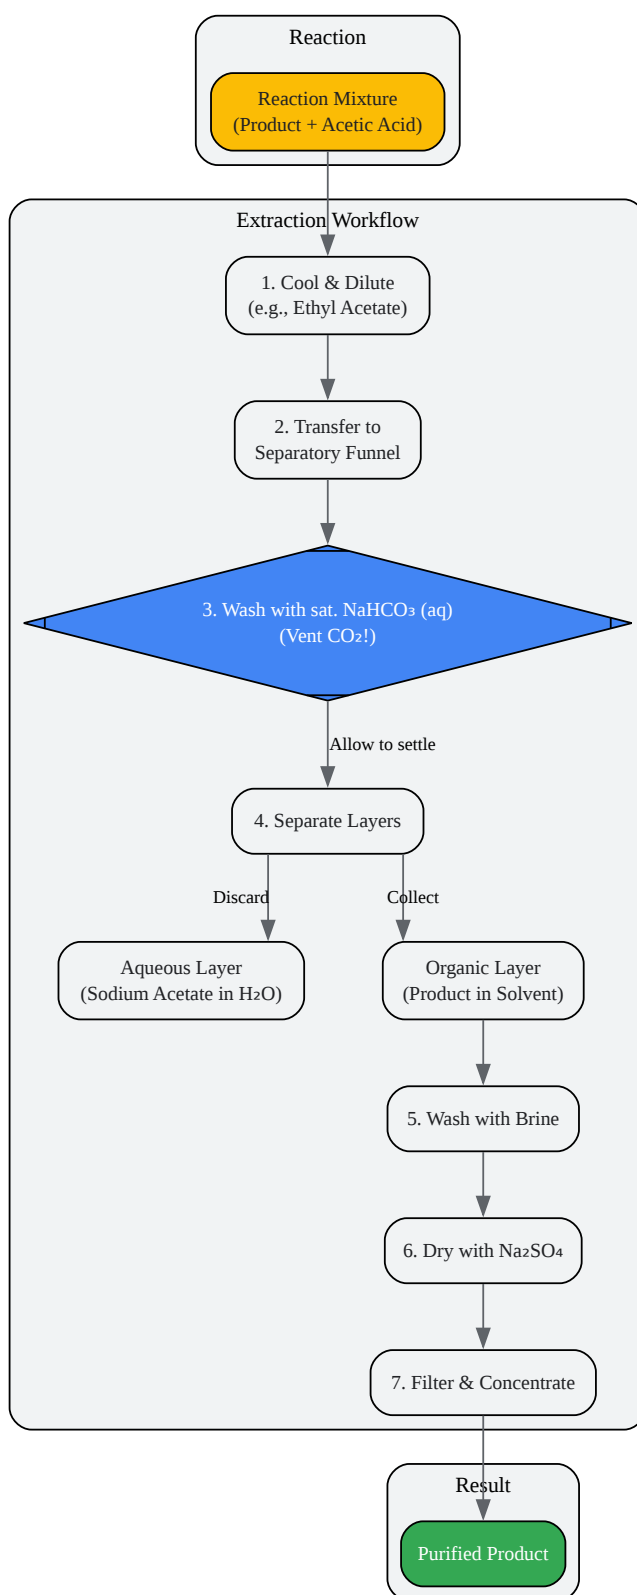 Reaction
Reaction Mixture
(Product + Acetic Acid)
Extraction Workflow
1. Cool & Dilute
(e.g., Ethyl Acetate)
2. Transfer to
Separatory Funnel
3. Wash with sat. NaHCO₃ (aq)
(Vent CO₂!)
Allow to settle
4. Separate Layers
Discard
Collect
Aqueous Layer
(Sodium Acetate in H₂O)
Organic Layer
(Product in Solvent)
5. Wash with Brine
6. Dry with Na₂SO₄
7. Filter & Concentrate
Result
Purified Product